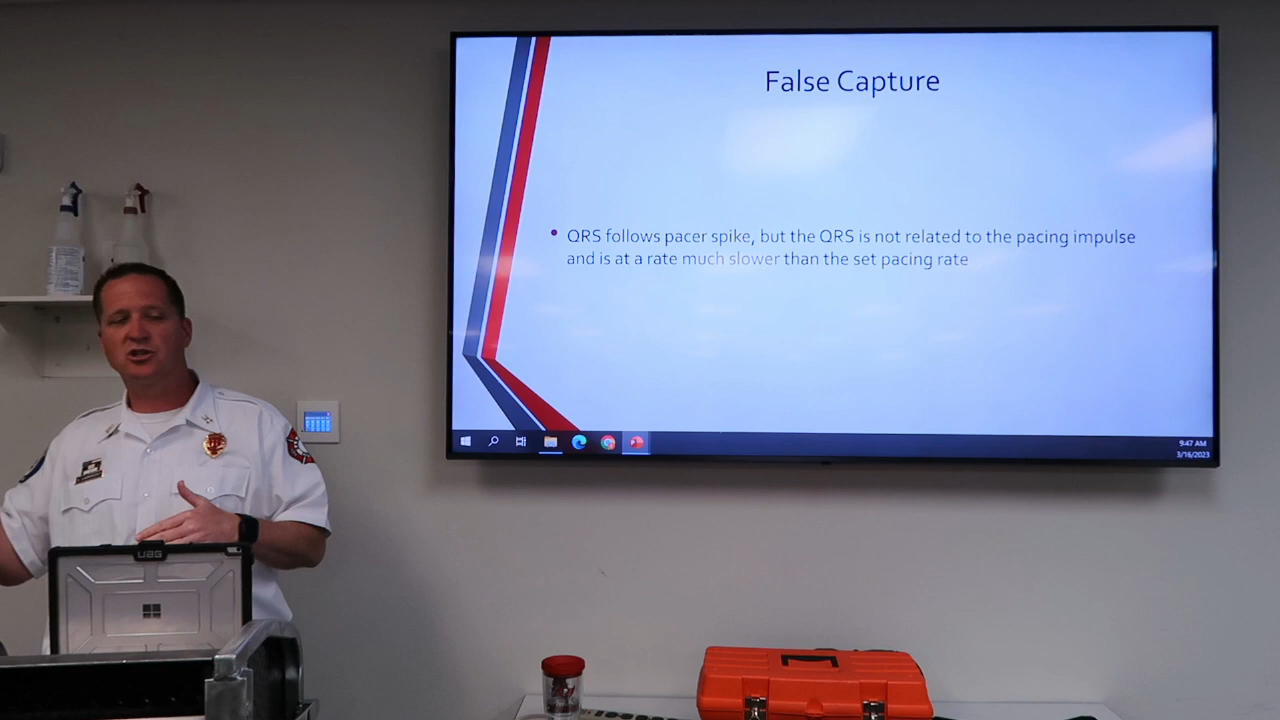 False Capture
• QRS follows pacer spike, but the QRS is not related to the pacing impulse
and is at a rate much slower than the set pacing rate
9:47 AM
3/16/2023
UAG